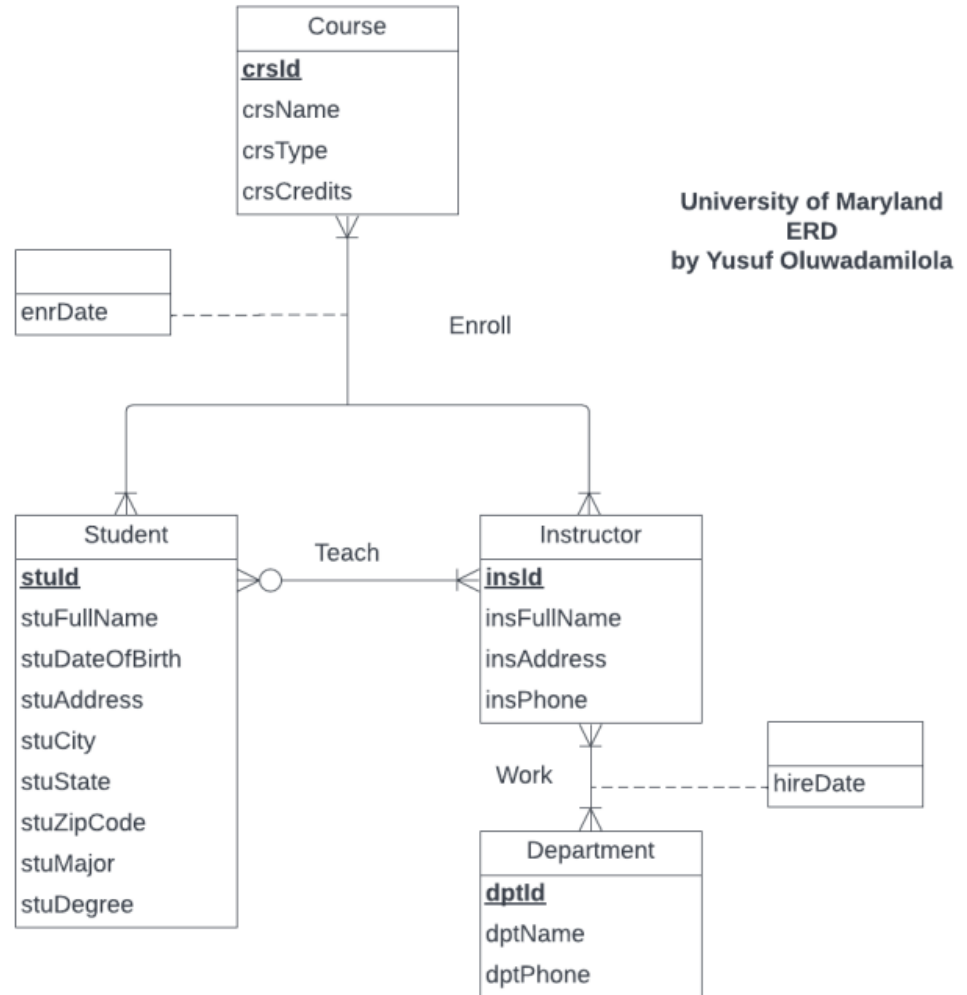 Course
crsId
crsName
crsType
crsCredits
University of Maryland
ERD
by Yusuf Oluwadamilola
enrDate
Enroll
Student
stuId
stuFullName
stuDateOfBirth
stuAddress
stuCity
stuState
stuZipCode
stuMajor
stuDegree
Teach
Instructor
insId
insFullName
insAddress
insPhone
Work
hireDate
Department
dptId
dptName
dptPhone